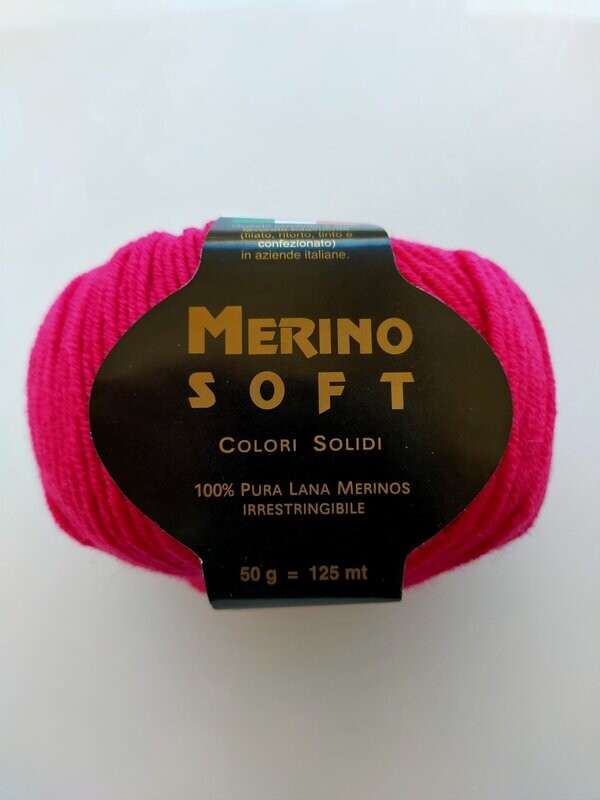 (filato, ritorto, tinto e
confezionato)
in aziende italiane.
MERINO
SOFT
COLORI SOLIDI
100% PURA LANA MERINOS
IRRESTRINGIBILE
50 g = 125 mt